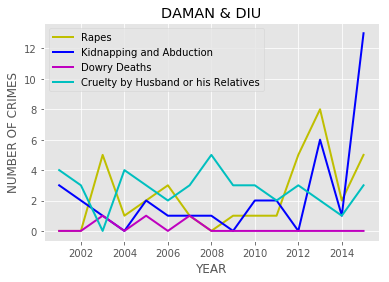 DAMAN & DIU
Rapes
Kidnapping and Abduction
Dowry Deaths
Cruelty by Husband or his Relatives
NUMBER OF CRIMES
12
10
8
6
4
2
0
2002 2004 2006 2008 2010 2012 2014
YEAR